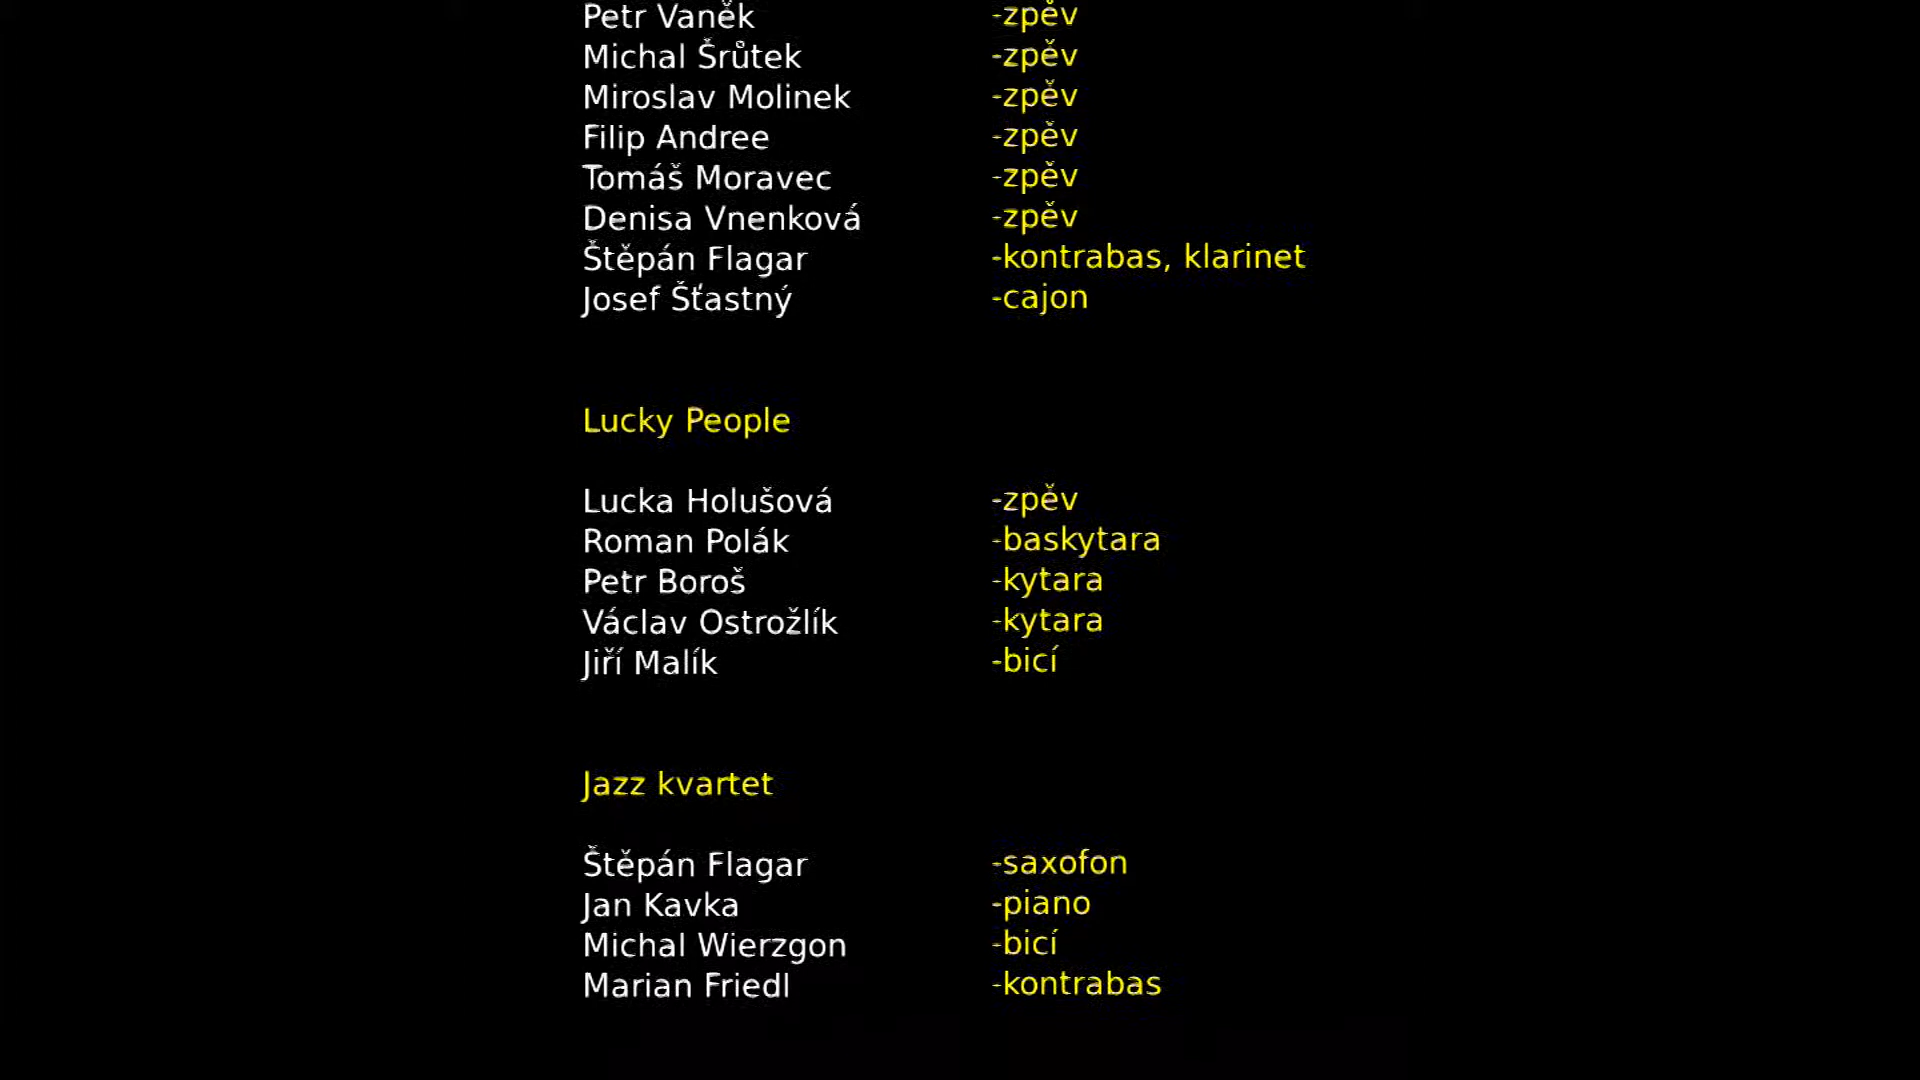 Petr Vaněk -zpěv
Michal Šrůtek -zpěv
Miroslav Molinek -zpěv
Filip Andree -zpěv
Tomáš Moravec -zpěv
Denisa Vnenková -zpěv
Štěpán Flagar -kontrabas, klarinet
Josef Šťastný -cajon
Lucky People
Lucka Holušová -zpěv
Roman Polák -baskytara
Petr Boroš -kytara
Václav Ostrožlík -kytara
Jiří Malík -bicí
Jazz kvartet
Štěpán Flagar -saxofon
Jan Kavka -piano
Michal Wierzgon -bicí
Marian Friedl -kontrabas